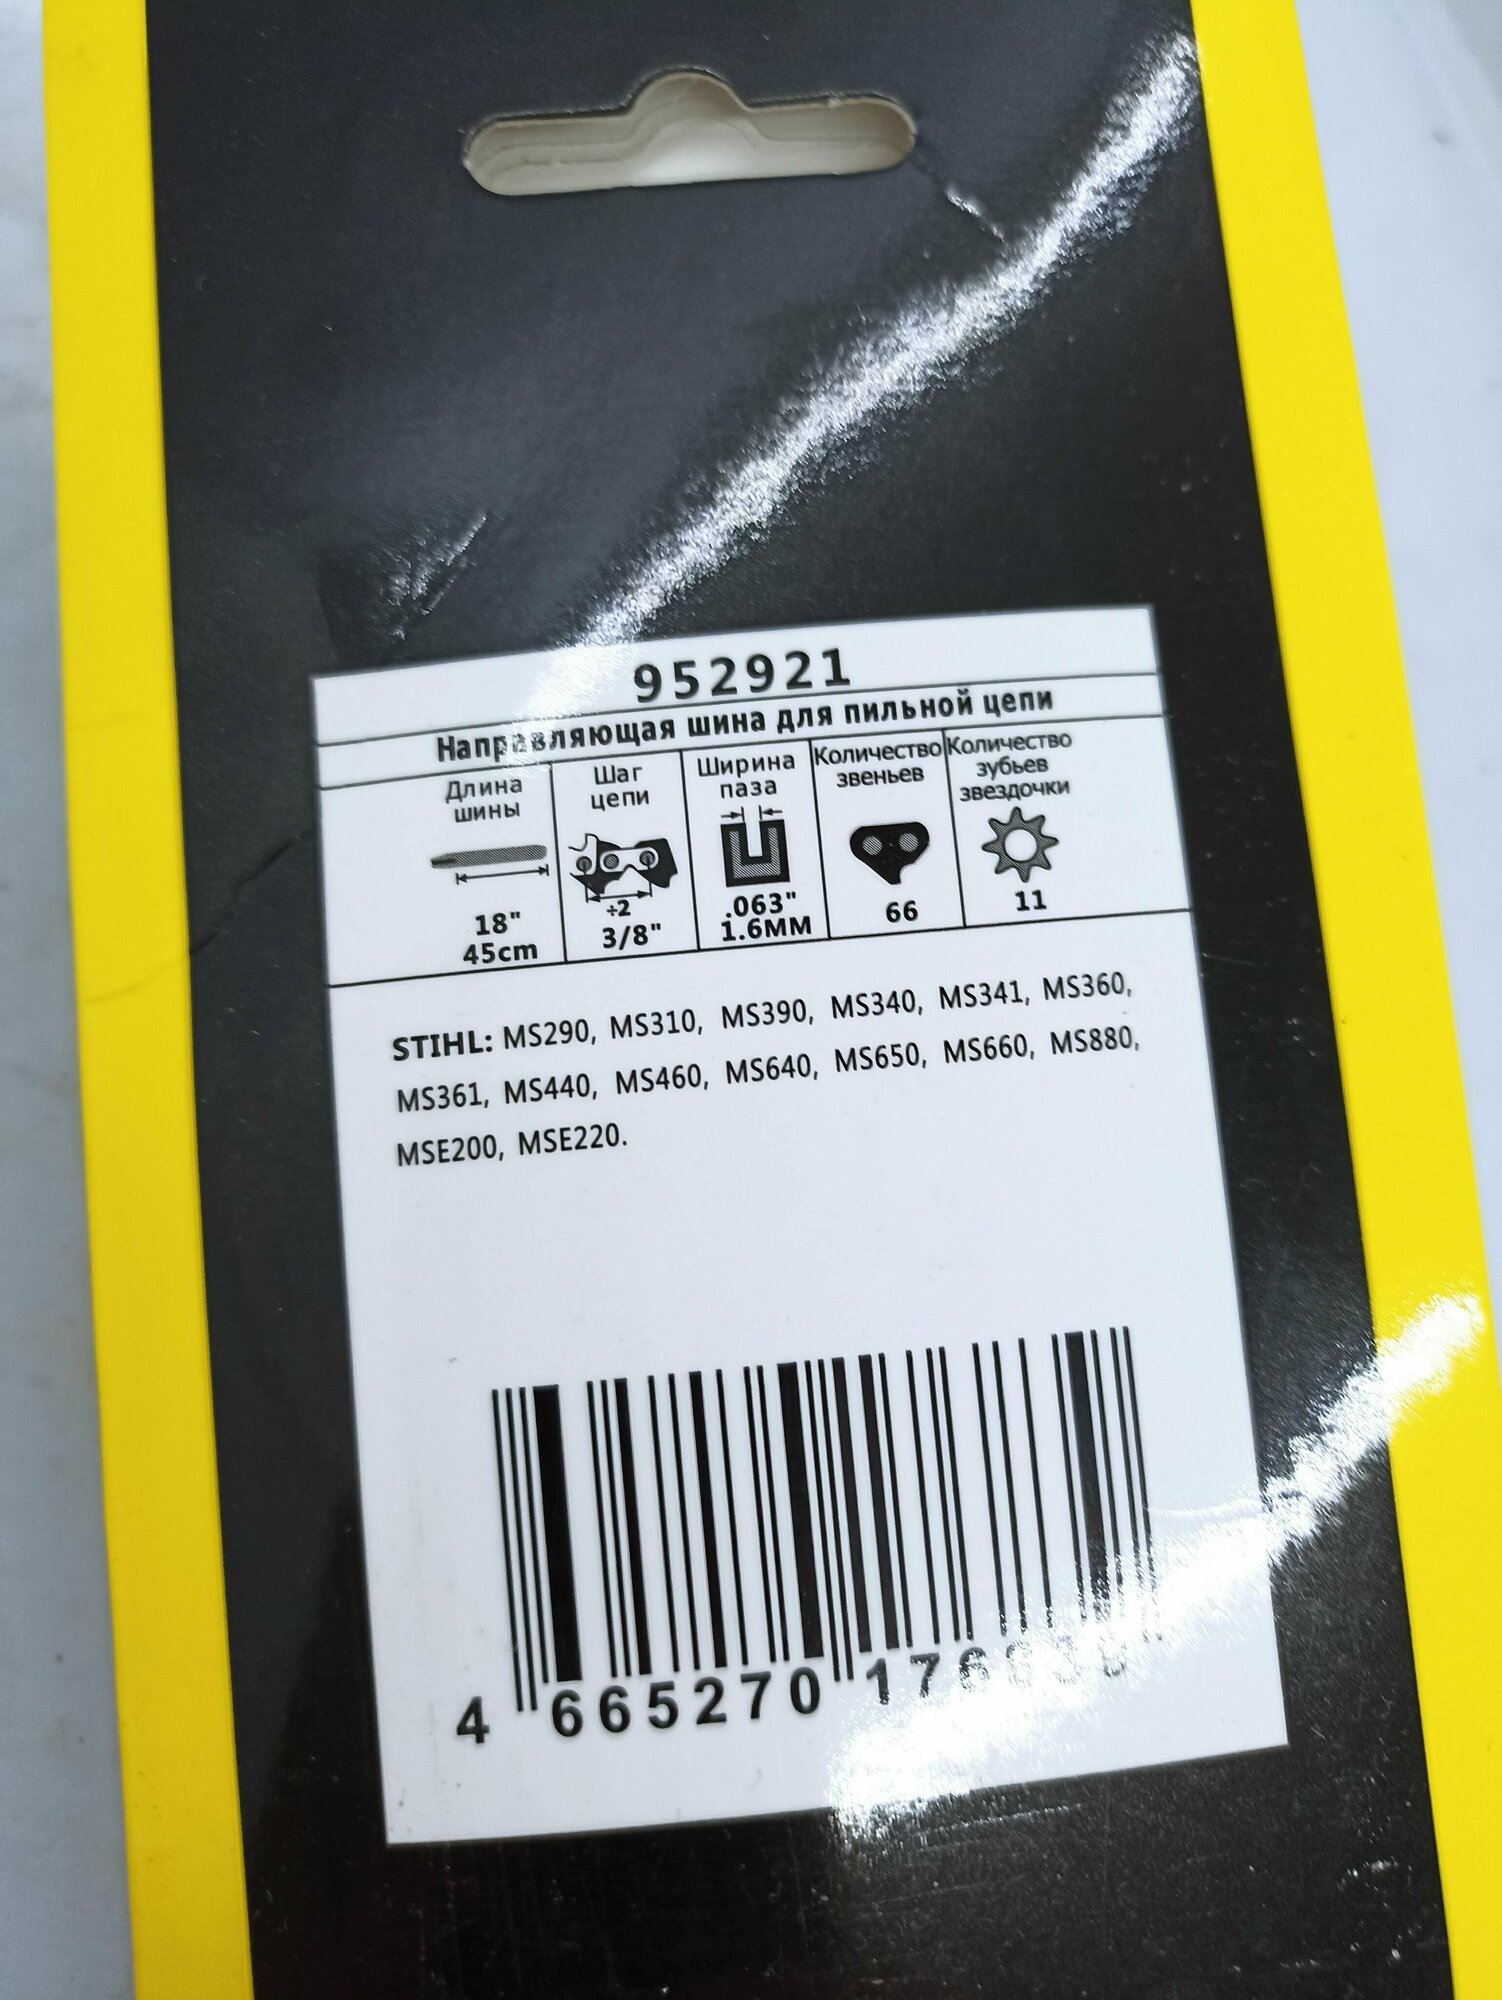 952921
Направляющая шина для пильной цепи
Длина шины
Шаг цепи
Ширина паза
Количество звеньев
Количество зубьев звездочки
÷2
18"
45cm
3/8"
.063"
1.6MM
66
11
STIHL: MS290, MS310, MS390, MS340, MS341, MS360,
MS361, MS440, MS460, MS640, MS650, MS660, MS880,
MSE200, MSE220.
4 665270